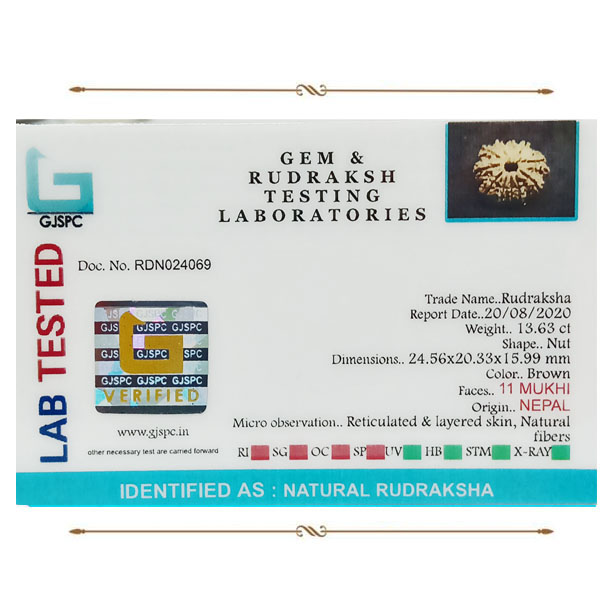 GEM &
RUDRAKSH
TESTING
LABORATORIES
GJSPC
LAB TESTED
Doc. No. RDN024069
GJS GJSPC GJSPC
GJSPC GJSPC
GJSPC GJSPC GJSPC
VERIFIED
www.gjspc.in
other necessary test are carried forward
Trade Name..Rudraksha
Report Date..20/08/2020
Weight.. 13.63 ct
Shape.. Nut
Dimensions.. 24.56x20.33x15.99 mm
Color.. Brown
Faces.. 11 MUKHI
Origin.. NEPAL
Micro observation.. Reticulated & layered skin, Natural
fibers
RI SG OC SP UV HB STM X-RAY
IDENTIFIED AS : NATURAL RUDRAKSHA